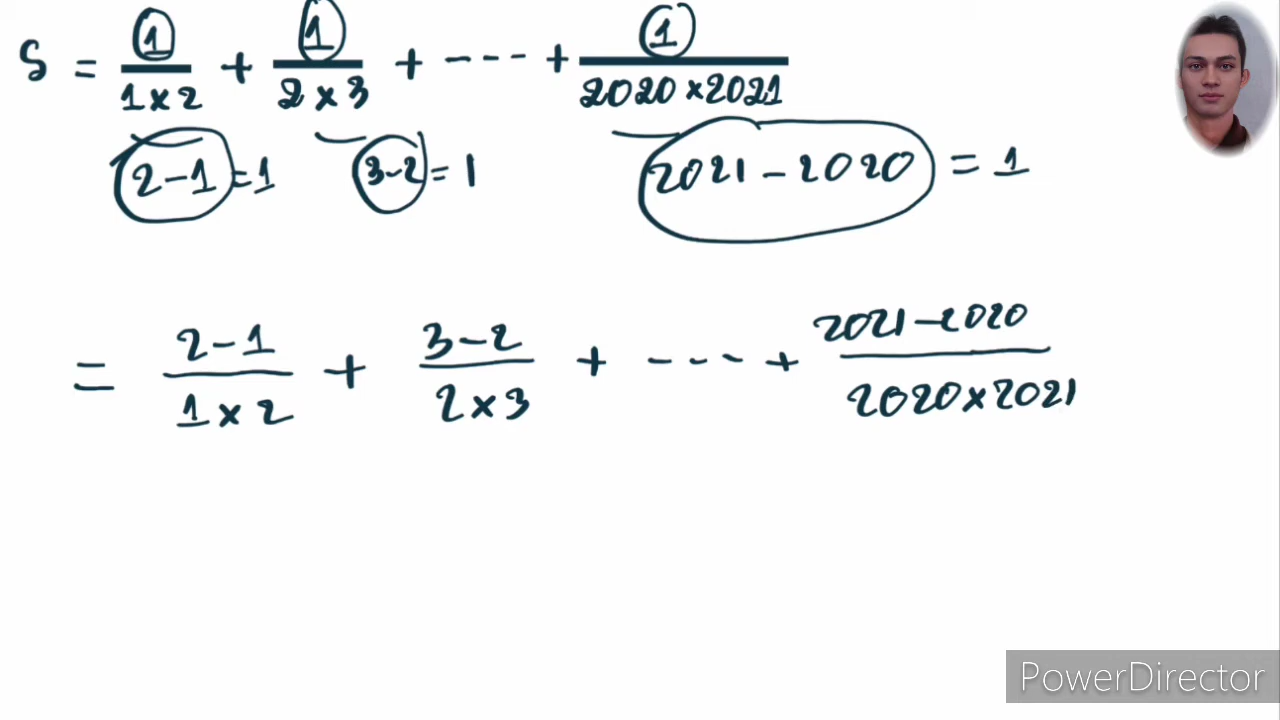 S = 1/(1×2) + 1/(2×3) + ---- + 1/(2020×2021)
2-1=1 3-2=1 2021-2020=1
= (2-1)/(1×2) + (3-2)/(2×3) + ---- + (2021-2020)/(2020×2021)
PowerDirector